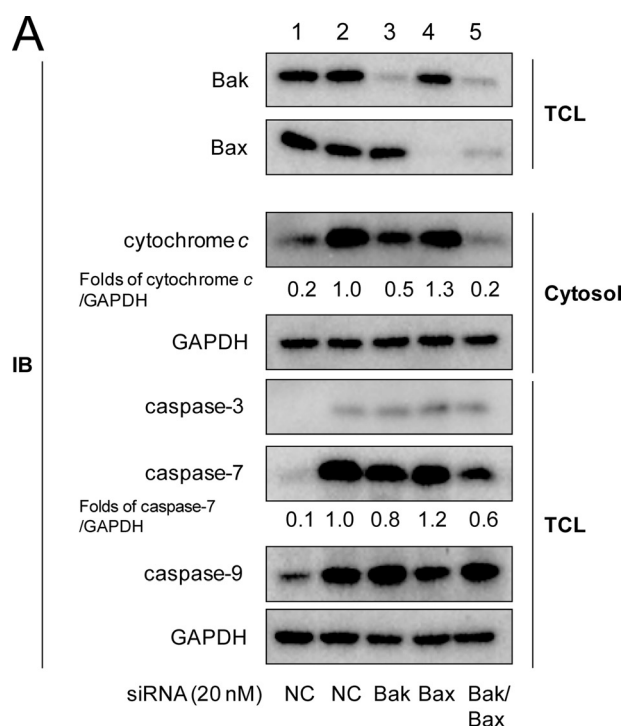 A
1 2 3 4 5
Bak
TCL
Bax
cytochrome c
Folds of cytochrome c
/GAPDH
0.2 1.0 0.5 1.3 0.2
Cytosol
GAPDH
IB
caspase-3
caspase-7
Folds of caspase-7
/GAPDH
0.1 1.0 0.8 1.2 0.6
TCL
caspase-9
GAPDH
siRNA (20 nM) NC NC Bak Bax Bak/
Bax